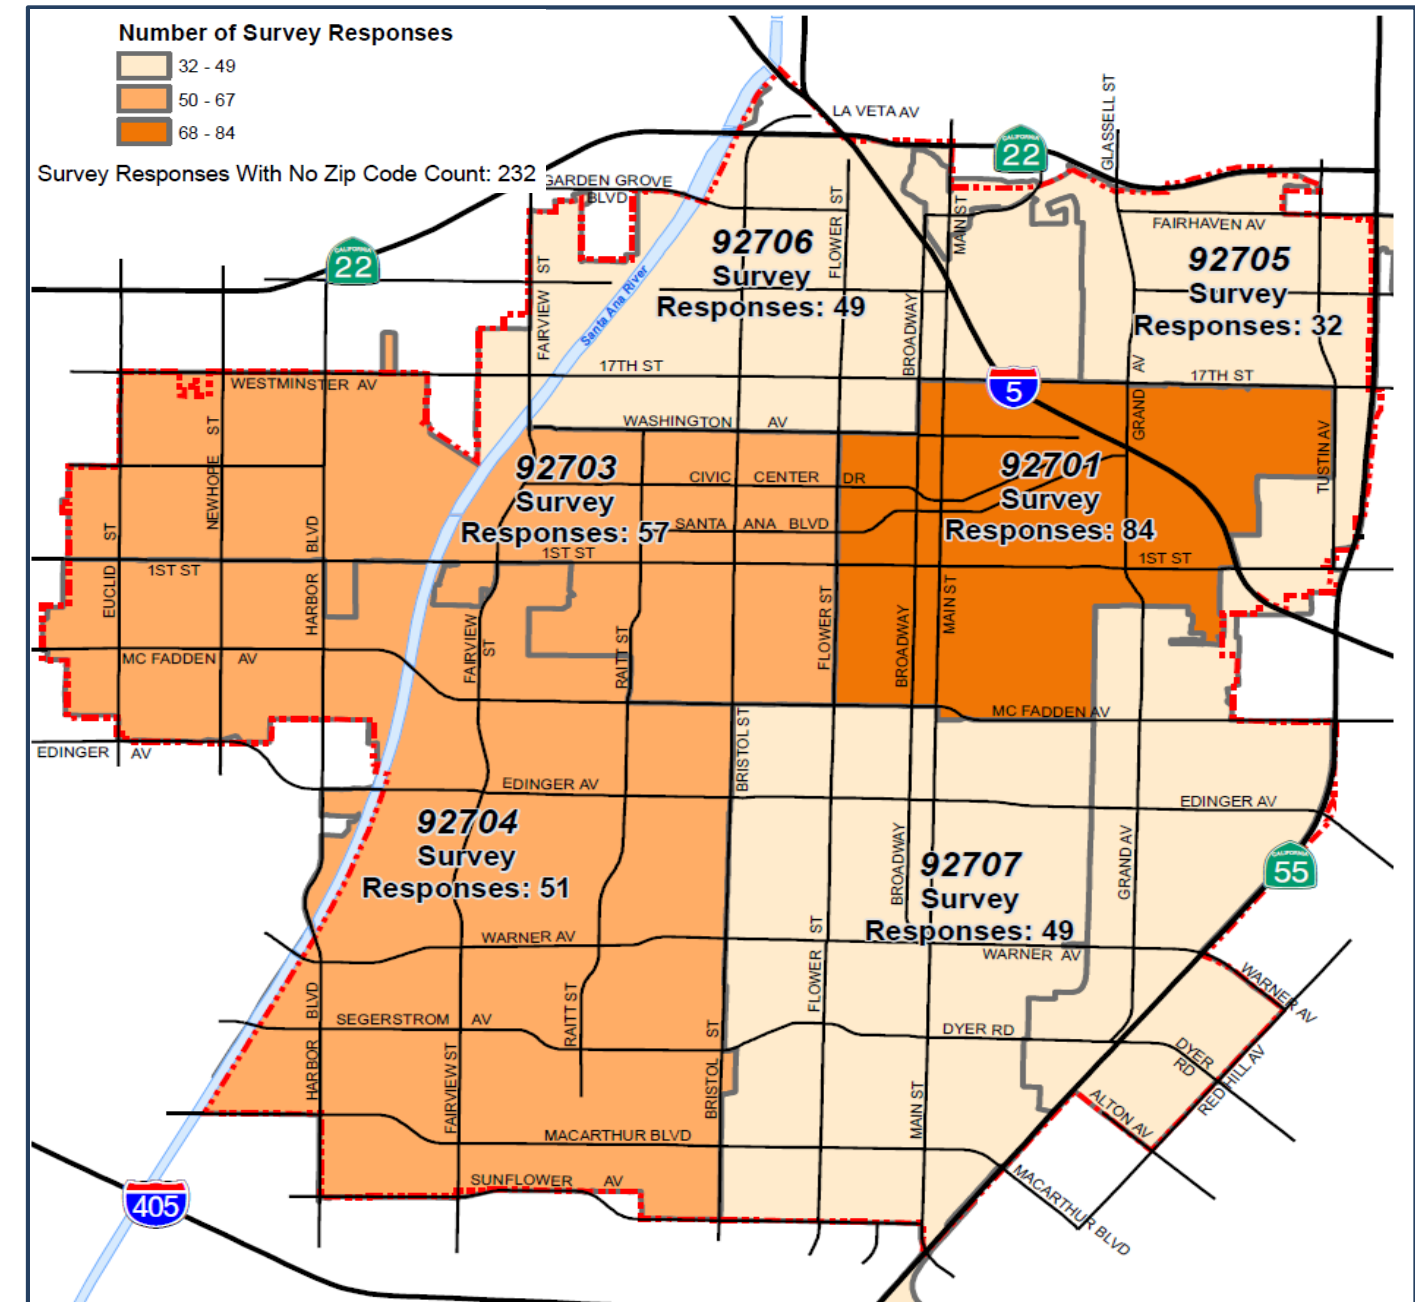 Number of Survey Responses
32 - 49
50 - 67
68 - 84
Survey Responses With No Zip Code Count: 232
LA VETA AV
GLASSELL ST
CALIFORNIA
22
GARDEN GROVE
BLVD
FLOWER ST
MAIN ST
FAIRHAVEN AV
CALIFORNIA
22
92706
Survey
Responses: 49
92705
Survey
Responses: 32
FAIRVIEW ST
Santa Ana River
BROADWAY
17TH ST
5
17TH ST
WESTMINSTER AV
GRAND AV
WASHINGTON AV
TUSTIN AV
NEWHOPE ST
92703
Survey
Responses: 57
CIVIC CENTER DR
92701
Survey
Responses: 84
SANTA ANA BLVD
EUCLID ST
HARBOR BLVD
1ST ST
1ST ST
1ST ST
FAIRVIEW ST
RAITT ST
FLOWER ST
BROADWAY
MAIN ST
MC FADDEN AV
MC FADDEN AV
BRISTOL ST
EDINGER AV
EDINGER AV
EDINGER AV
92704
Survey
Responses: 51
BROADWAY
GRAND AV
92707
Survey
Responses: 49
CALIFORNIA
55
WARNER AV
FLOWER ST
WARNER AV
WARNER AV
HARBOR BLVD
SEGERSTROM AV
RAITT ST
BRISTOL ST
DYER RD
DYER
RD
FAIRVIEW ST
MAIN ST
RED HILL AV
ALTON AV
MACARTHUR BLVD
MACARTHUR BLVD
SUNFLOWER AV
405